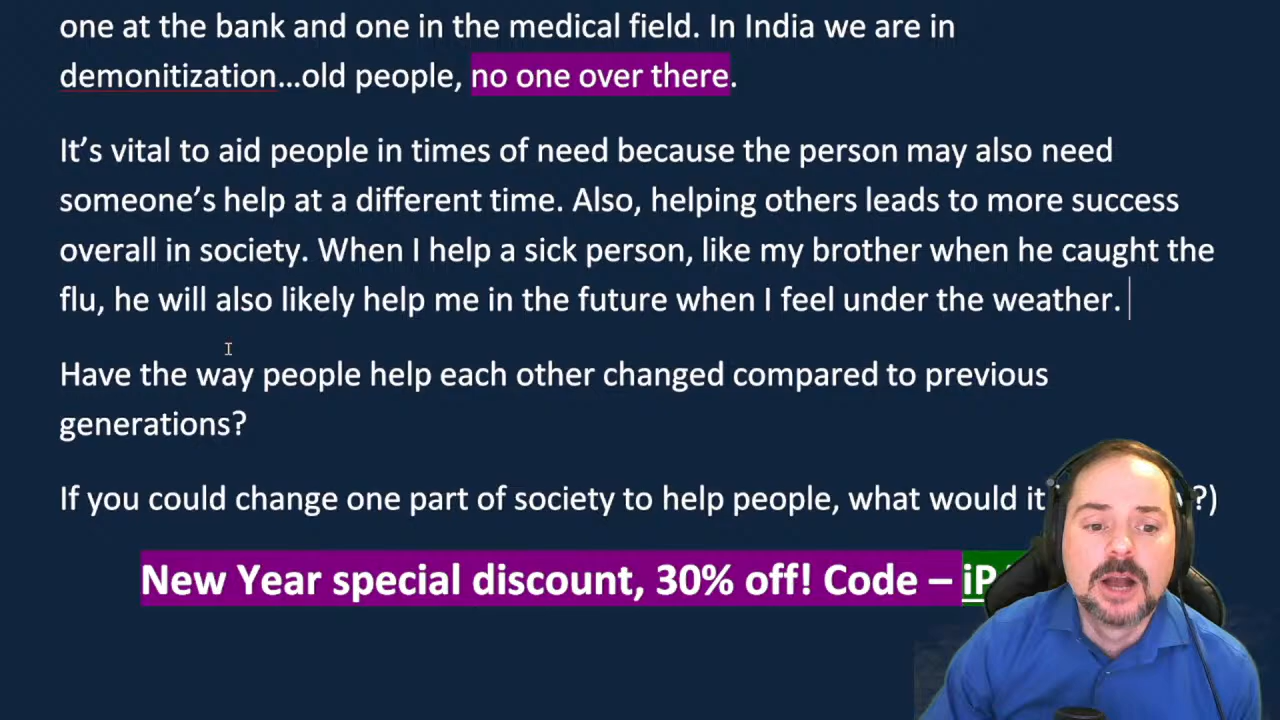 one at the bank and one in the medical field. In India we are in
demonitization...old people, no one over there.
It's vital to aid people in times of need because the person may also need
someone's help at a different time. Also, helping others leads to more success
overall in society. When I help a sick person, like my brother when he caught the
flu, he will also likely help me in the future when I feel under the weather.
Have the way people help each other changed compared to previous
generations?
If you could change one part of society to help people, what would it ?)
New Year special discount, 30% off! Code –